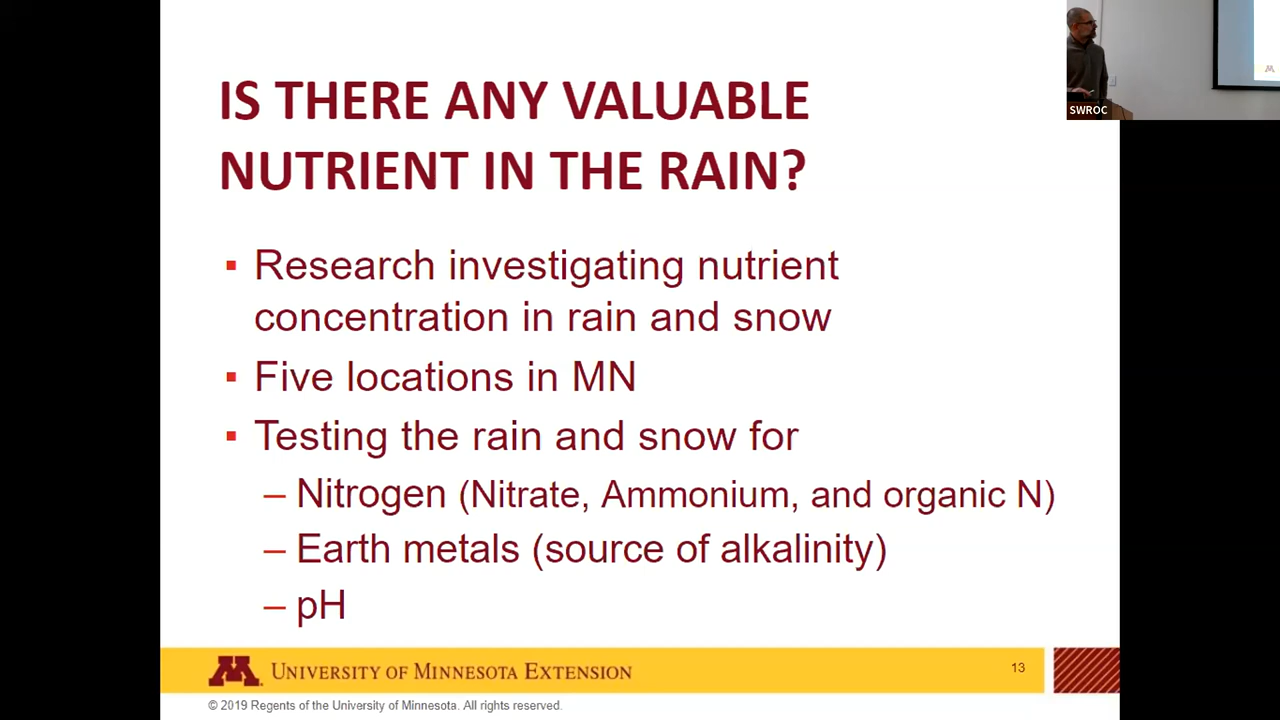 IS THERE ANY VALUABLE
NUTRIENT IN THE RAIN?
▪ Research investigating nutrient
concentration in rain and snow
▪ Five locations in MN
▪ Testing the rain and snow for
– Nitrogen (Nitrate, Ammonium, and organic N)
– Earth metals (source of alkalinity)
– pH
M UNIVERSITY OF MINNESOTA EXTENSION
13
© 2019 Regents of the University of Minnesota. All rights reserved.
SWROC
M